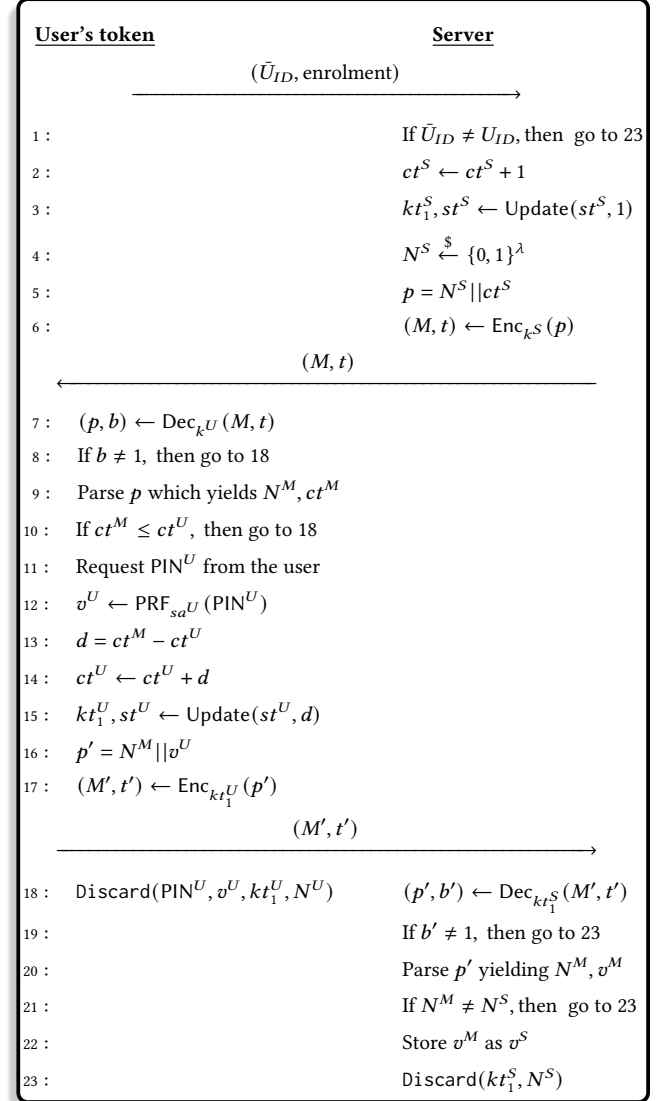 User's token Server
(Ū_ID, enrolment)
1 : If Ū_ID ≠ U_ID, then go to 23
2 : ct^S ← ct^S + 1
3 : kt_1^S, st^S ← Update(st^S, 1)
4 : N^S ←$ {0, 1}^λ
5 : p = N^S||ct^S
6 : (M, t) ← Enc_{k^S}(p)
(M, t)
7 : (p, b) ← Dec_{k^U}(M, t)
8 : If b ≠ 1, then go to 18
9 : Parse p which yields N^M, ct^M
10 : If ct^M ≤ ct^U, then go to 18
11 : Request PIN^U from the user
12 : v^U ← PRF_{sa^U}(PIN^U)
13 : d = ct^M − ct^U
14 : ct^U ← ct^U + d
15 : kt_1^U, st^U ← Update(st^U, d)
16 : p′ = N^M||v^U
17 : (M′, t′) ← Enc_{kt_1^U}(p′)
(M′, t′)
18 : Discard(PIN^U, v^U, kt_1^U, N^U) (p′, b′) ← Dec_{kt_1^S}(M′, t′)
19 : If b′ ≠ 1, then go to 23
20 : Parse p′ yielding N^M, v^M
21 : If N^M ≠ N^S, then go to 23
22 : Store v^M as v^S
23 : Discard(kt_1^S, N^S)